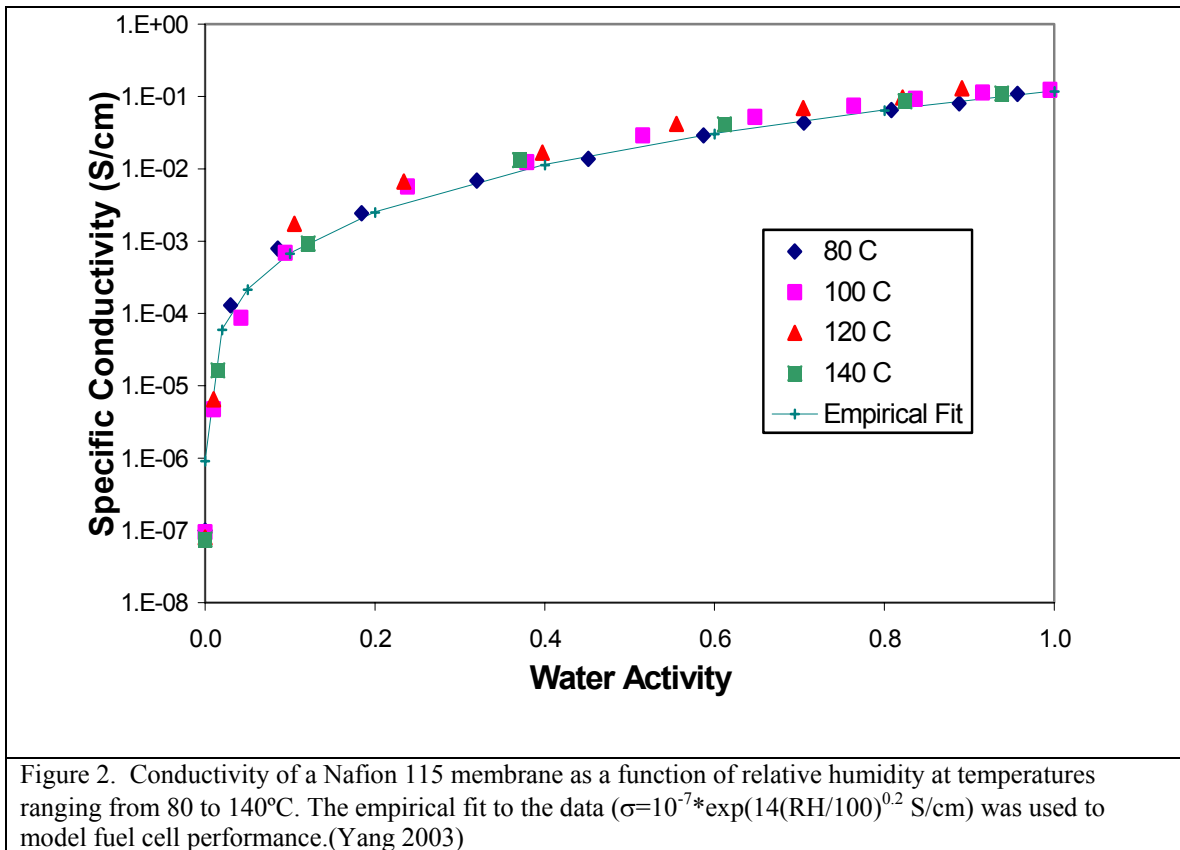 1.E+00
1.E-01
1.E-02
1.E-03
1.E-04
1.E-05
1.E-06
1.E-07
1.E-08
Specific Conductivity (S/cm)
80 C
100 C
120 C
140 C
Empirical Fit
0.0 0.2 0.4 0.6 0.8 1.0
Water Activity
Figure 2. Conductivity of a Nafion 115 membrane as a function of relative humidity at temperatures
ranging from 80 to 140ºC. The empirical fit to the data (σ=10⁻⁷*exp(14(RH/100)⁰·² S/cm) was used to
model fuel cell performance.(Yang 2003)